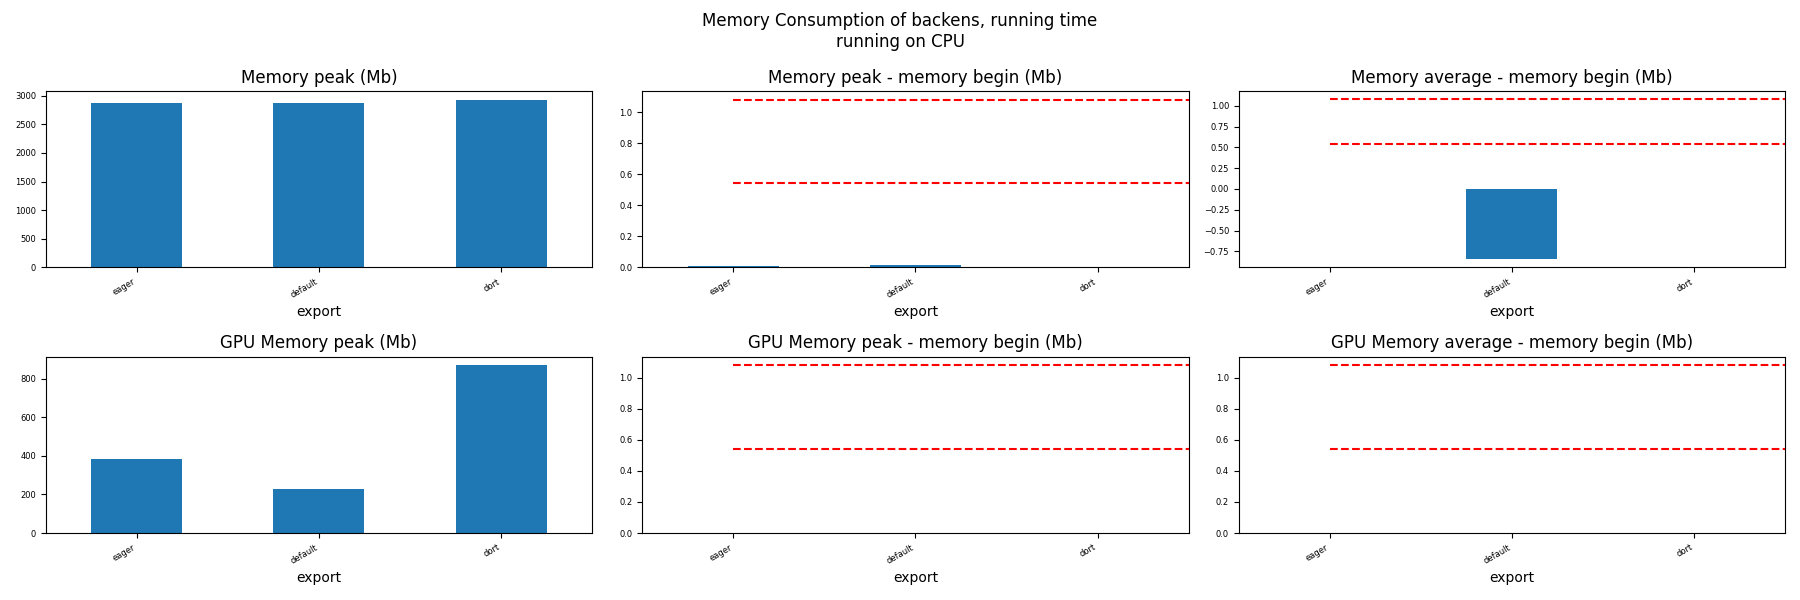 Memory Consumption of backens, running time
running on CPU
Memory peak (Mb)
3000
2500
2000
1500
1000
500
0
eager
default
dort
export
Memory peak - memory begin (Mb)
1.0
0.8
0.6
0.4
0.2
0.0
eager
default
dort
export
Memory average - memory begin (Mb)
1.00
0.75
0.50
0.25
0.00
−0.25
−0.50
−0.75
eager
default
dort
export
GPU Memory peak (Mb)
800
600
400
200
0
eager
default
dort
export
GPU Memory peak - memory begin (Mb)
1.0
0.8
0.6
0.4
0.2
0.0
eager
default
dort
export
GPU Memory average - memory begin (Mb)
1.0
0.8
0.6
0.4
0.2
0.0
eager
default
dort
export